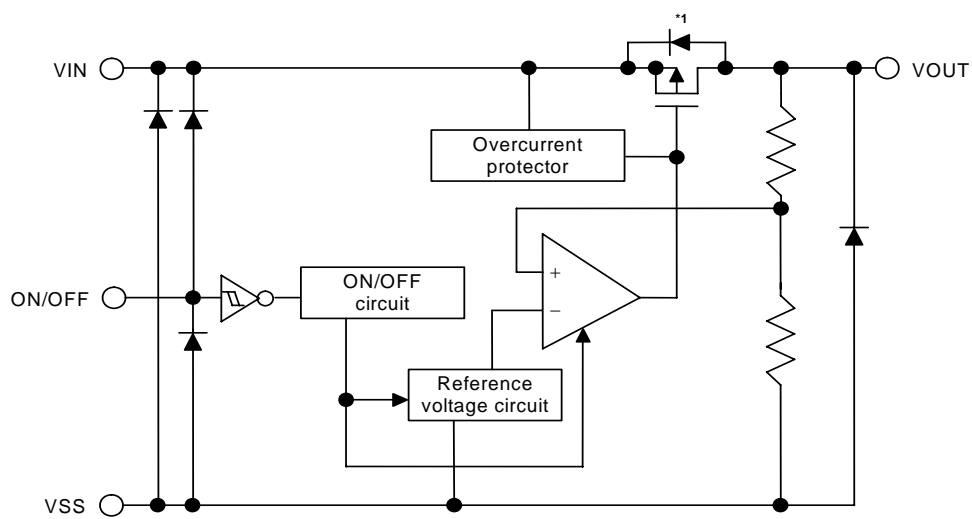 *1
VIN
VOUT
Overcurrent
protector
+
−
ON/OFF
ON/OFF
circuit
Reference
voltage circuit
VSS